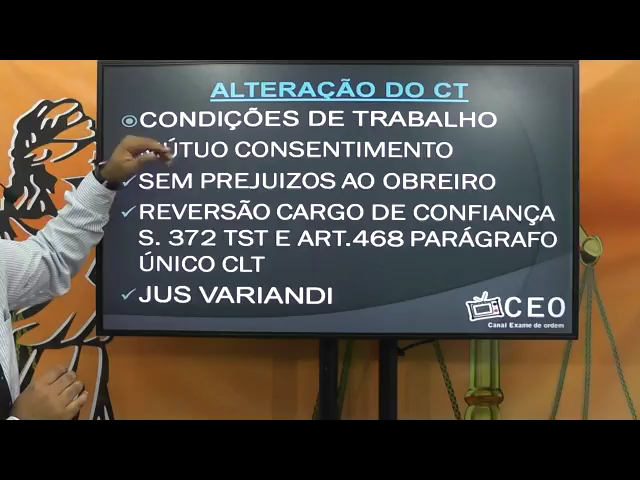 ALTERAÇÃO DO CT
CONDIÇÕES DE TRABALHO
MÚTUO CONSENTIMENTO
SEM PREJUIZOS AO OBREIRO
REVERSÃO CARGO DE CONFIANÇA
S. 372 TST E ART.468 PARÁGRAFO
ÚNICO CLT
JUS VARIANDI
CEO
Canal Exame de ordem